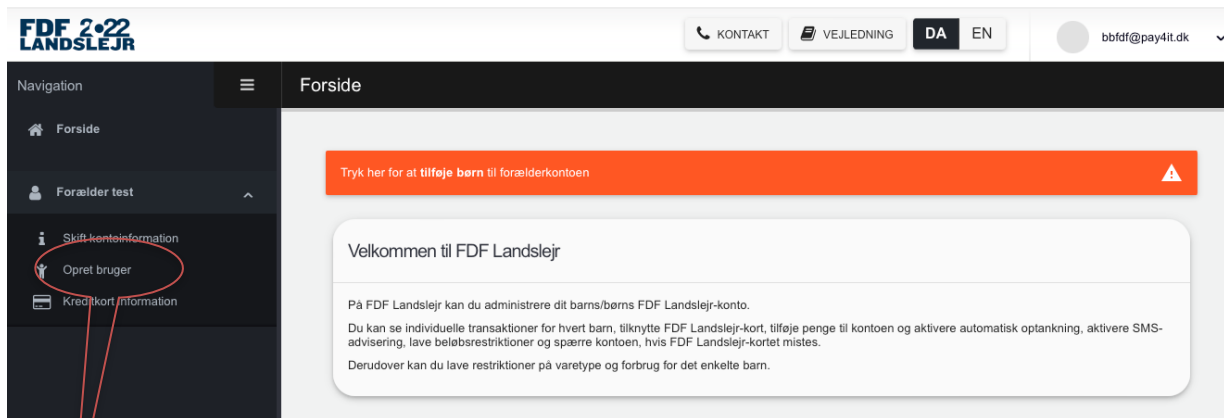 FDF 2•22
LANDSLEJR
KONTAKT
VEJLEDNING
DA
EN
bbfdf@pay4it.dk
Navigation
Forside
Forside
Tryk her for at tilføje børn til forælderkontoen
Forælder test
Skift kontoinformation
Opret bruger
Kreditkort information
Velkommen til FDF Landslejr
På FDF Landslejr kan du administrere dit barns/børns FDF Landslejr-konto.
Du kan se individuelle transaktioner for hvert barn, tilknytte FDF Landslejr-kort, tilføje penge til kontoen og aktivere automatisk optankning, aktivere SMS-
advisering, lave beløbsrestriktioner og spærre kontoen, hvis FDF Landslejr-kortet mistes.
Derudover kan du lave restriktioner på varetype og forbrug for det enkelte barn.